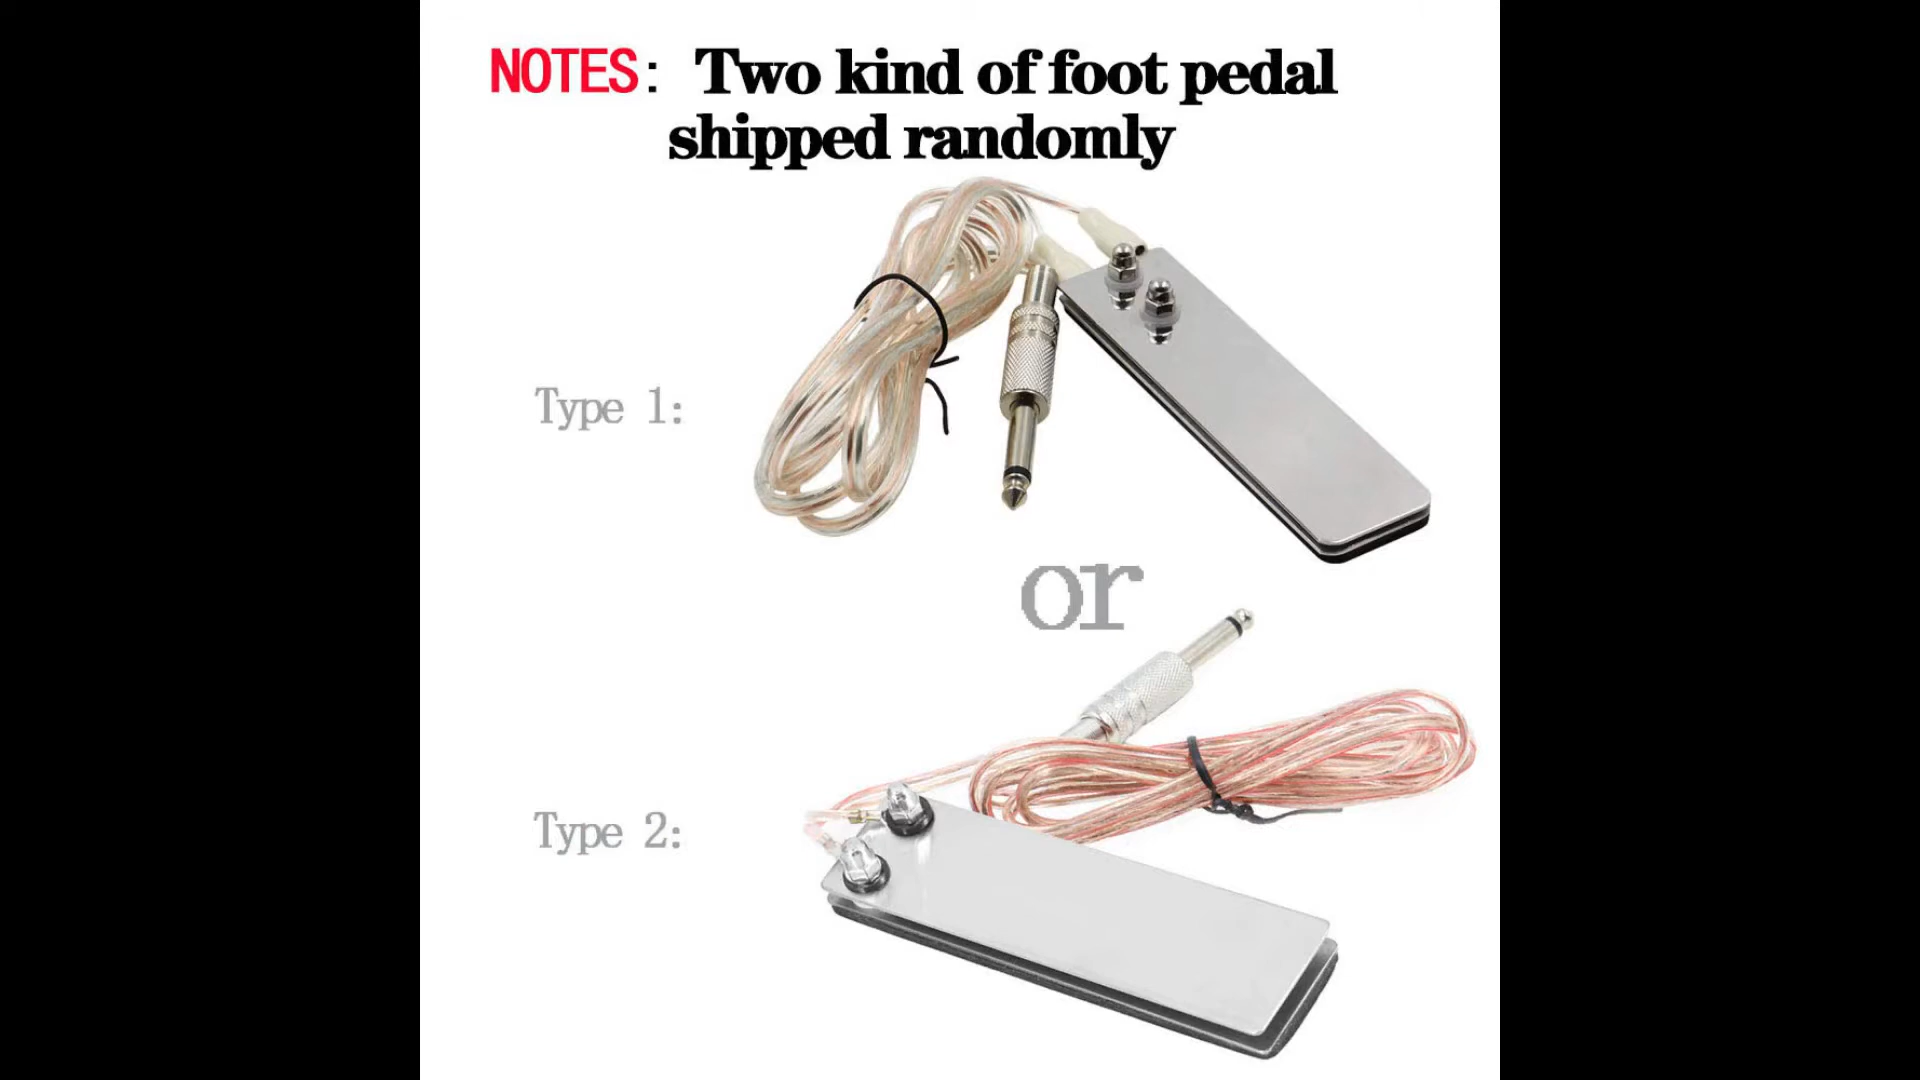 NOTES: Two kind of foot pedal
shipped randomly
Type 1:
or
Type 2: